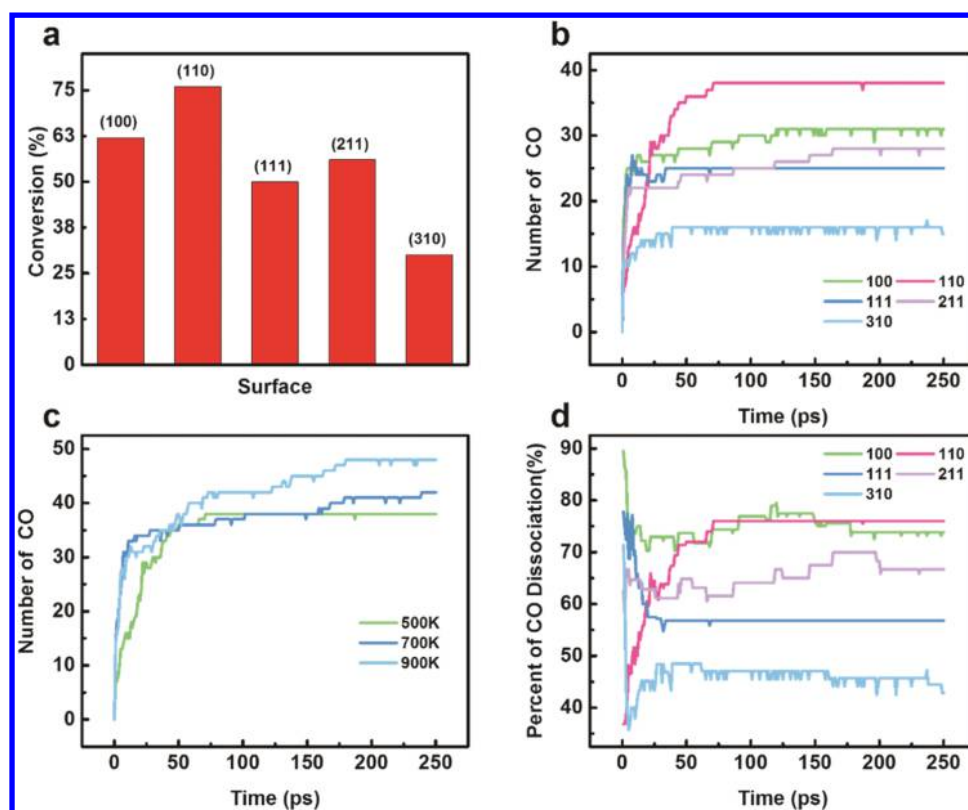 a
Conversion (%)
75
63
50
38
25
13
0
(100)
(110)
(111)
(211)
(310)
Surface
b
Number of CO
40
30
20
10
0
100 110
111 211
310
0 50 100 150 200 250
Time (ps)
c
Number of CO
50
40
30
20
10
0
500K
700K
900K
0 50 100 150 200 250
Time (ps)
d
Percent of CO Dissociation(%)
90
80
70
60
50
40
100 110
111 211
310
0 50 100 150 200 250
Time (ps)